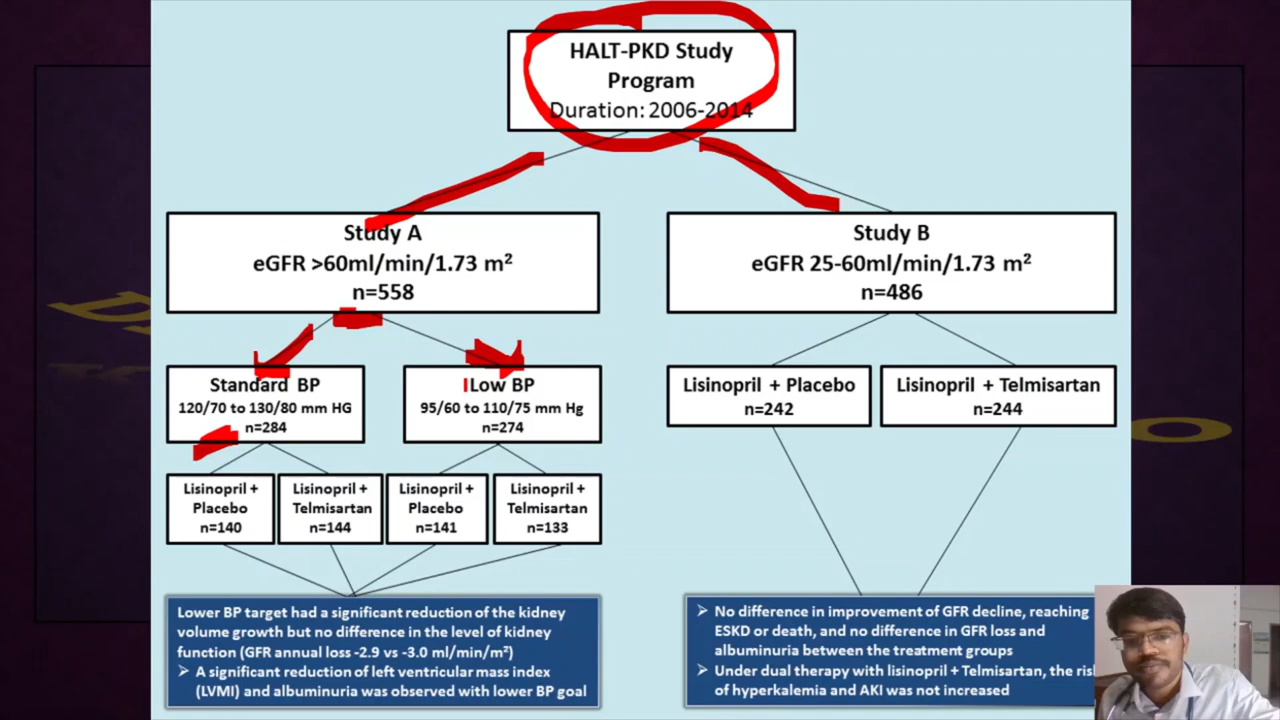 HALT-PKD Study
Program
Duration: 2006-2014
Study A
eGFR >60ml/min/1.73 m²
n=558
Study B
eGFR 25-60ml/min/1.73 m²
n=486
Standard BP
120/70 to 130/80 mm HG
n=284
Low BP
95/60 to 110/75 mm Hg
n=274
Lisinopril + Placebo
n=242
Lisinopril + Telmisartan
n=244
Lisinopril +
Placebo
n=140
Lisinopril +
Telmisartan
n=144
Lisinopril +
Placebo
n=141
Lisinopril +
Telmisartan
n=133
Lower BP target had a significant reduction of the kidney
volume growth but no difference in the level of kidney
function (GFR annual loss -2.9 vs -3.0 ml/min/m²)
➢ A significant reduction of left ventricular mass index
(LVMI) and albuminuria was observed with lower BP goal
➢ No difference in improvement of GFR decline, reaching
ESKD or death, and no difference in GFR loss and
albuminuria between the treatment groups
➢ Under dual therapy with lisinopril + Telmisartan, the
of hyperkalemia and AKI was not increased